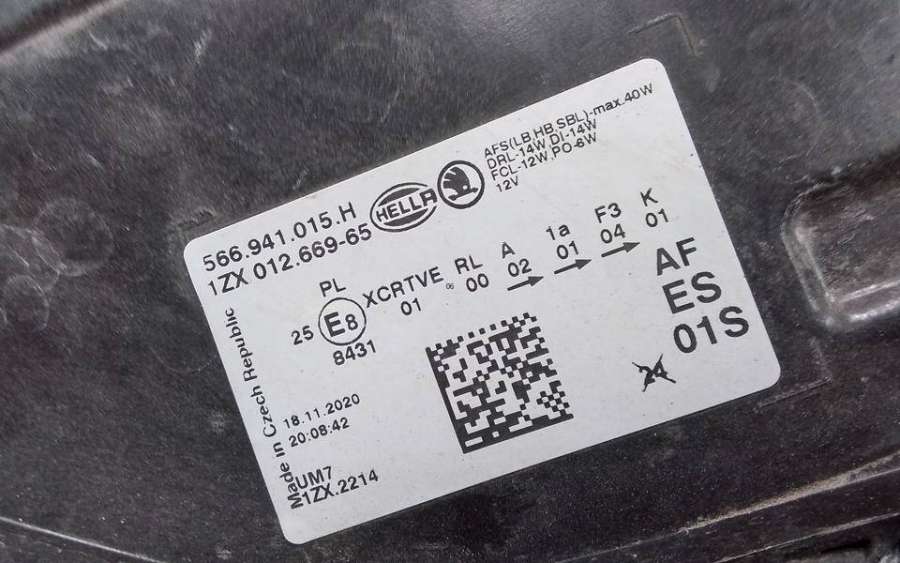 566.941.015.H
1ZX 012.669-65
HELLA
AFS(LB,HB,SBL)-max.40W
DRL-14W,DI-14W
FCL-12W,PO-6W
12V
PL
25 E8
8431
XCRTVE
01
06
RL
00
A
02
1a
01
F3
04
K
01
AF
ES
01S
24
Made in Czech Republic
18.11.2020
20:08:42
UM7
1ZX.2214